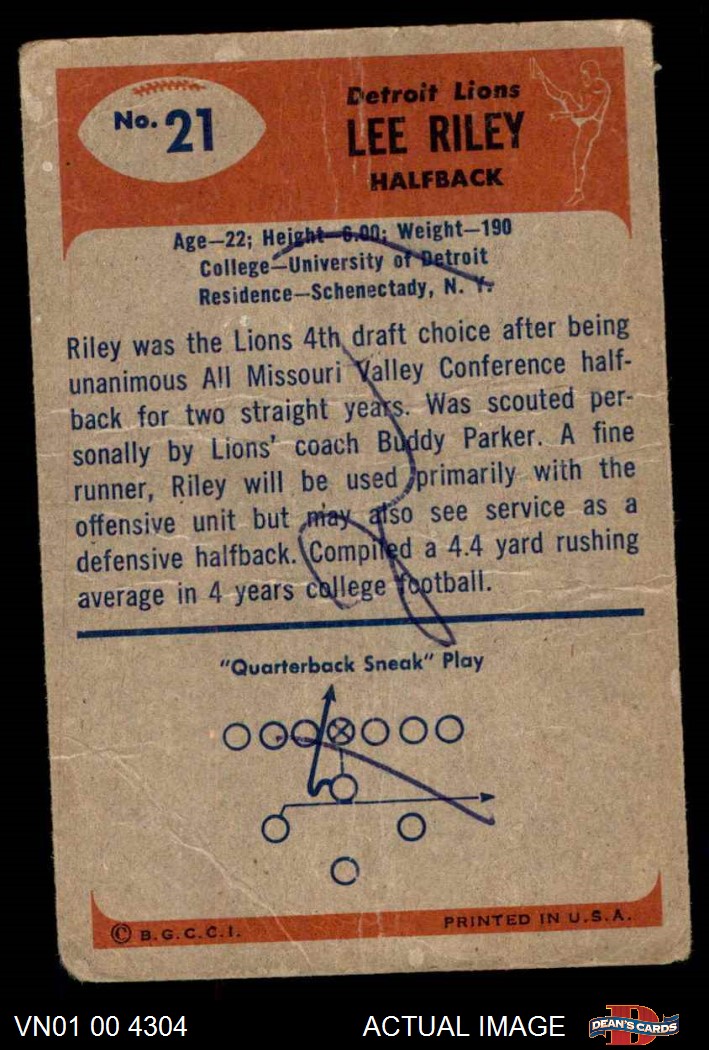 No. 21
Detroit Lions
LEE RILEY
HALFBACK
Age—22; Height—6.00; Weight—190
College—University of Detroit
Residence—Schenectady, N. Y.
Riley was the Lions 4th draft choice after being
unanimous All Missouri Valley Conference half-
back for two straight years. Was scouted per-
sonally by Lions' coach Buddy Parker. A fine
runner, Riley will be used primarily with the
offensive unit but may also see service as a
defensive halfback. Compiled a 4.4 yard rushing
average in 4 years college football.
"Quarterback Sneak" Play
© B.G.C.C.I.
PRINTED IN U.S.A.
VN01 00 4304
ACTUAL IMAGE
D
DEAN'S CARDS